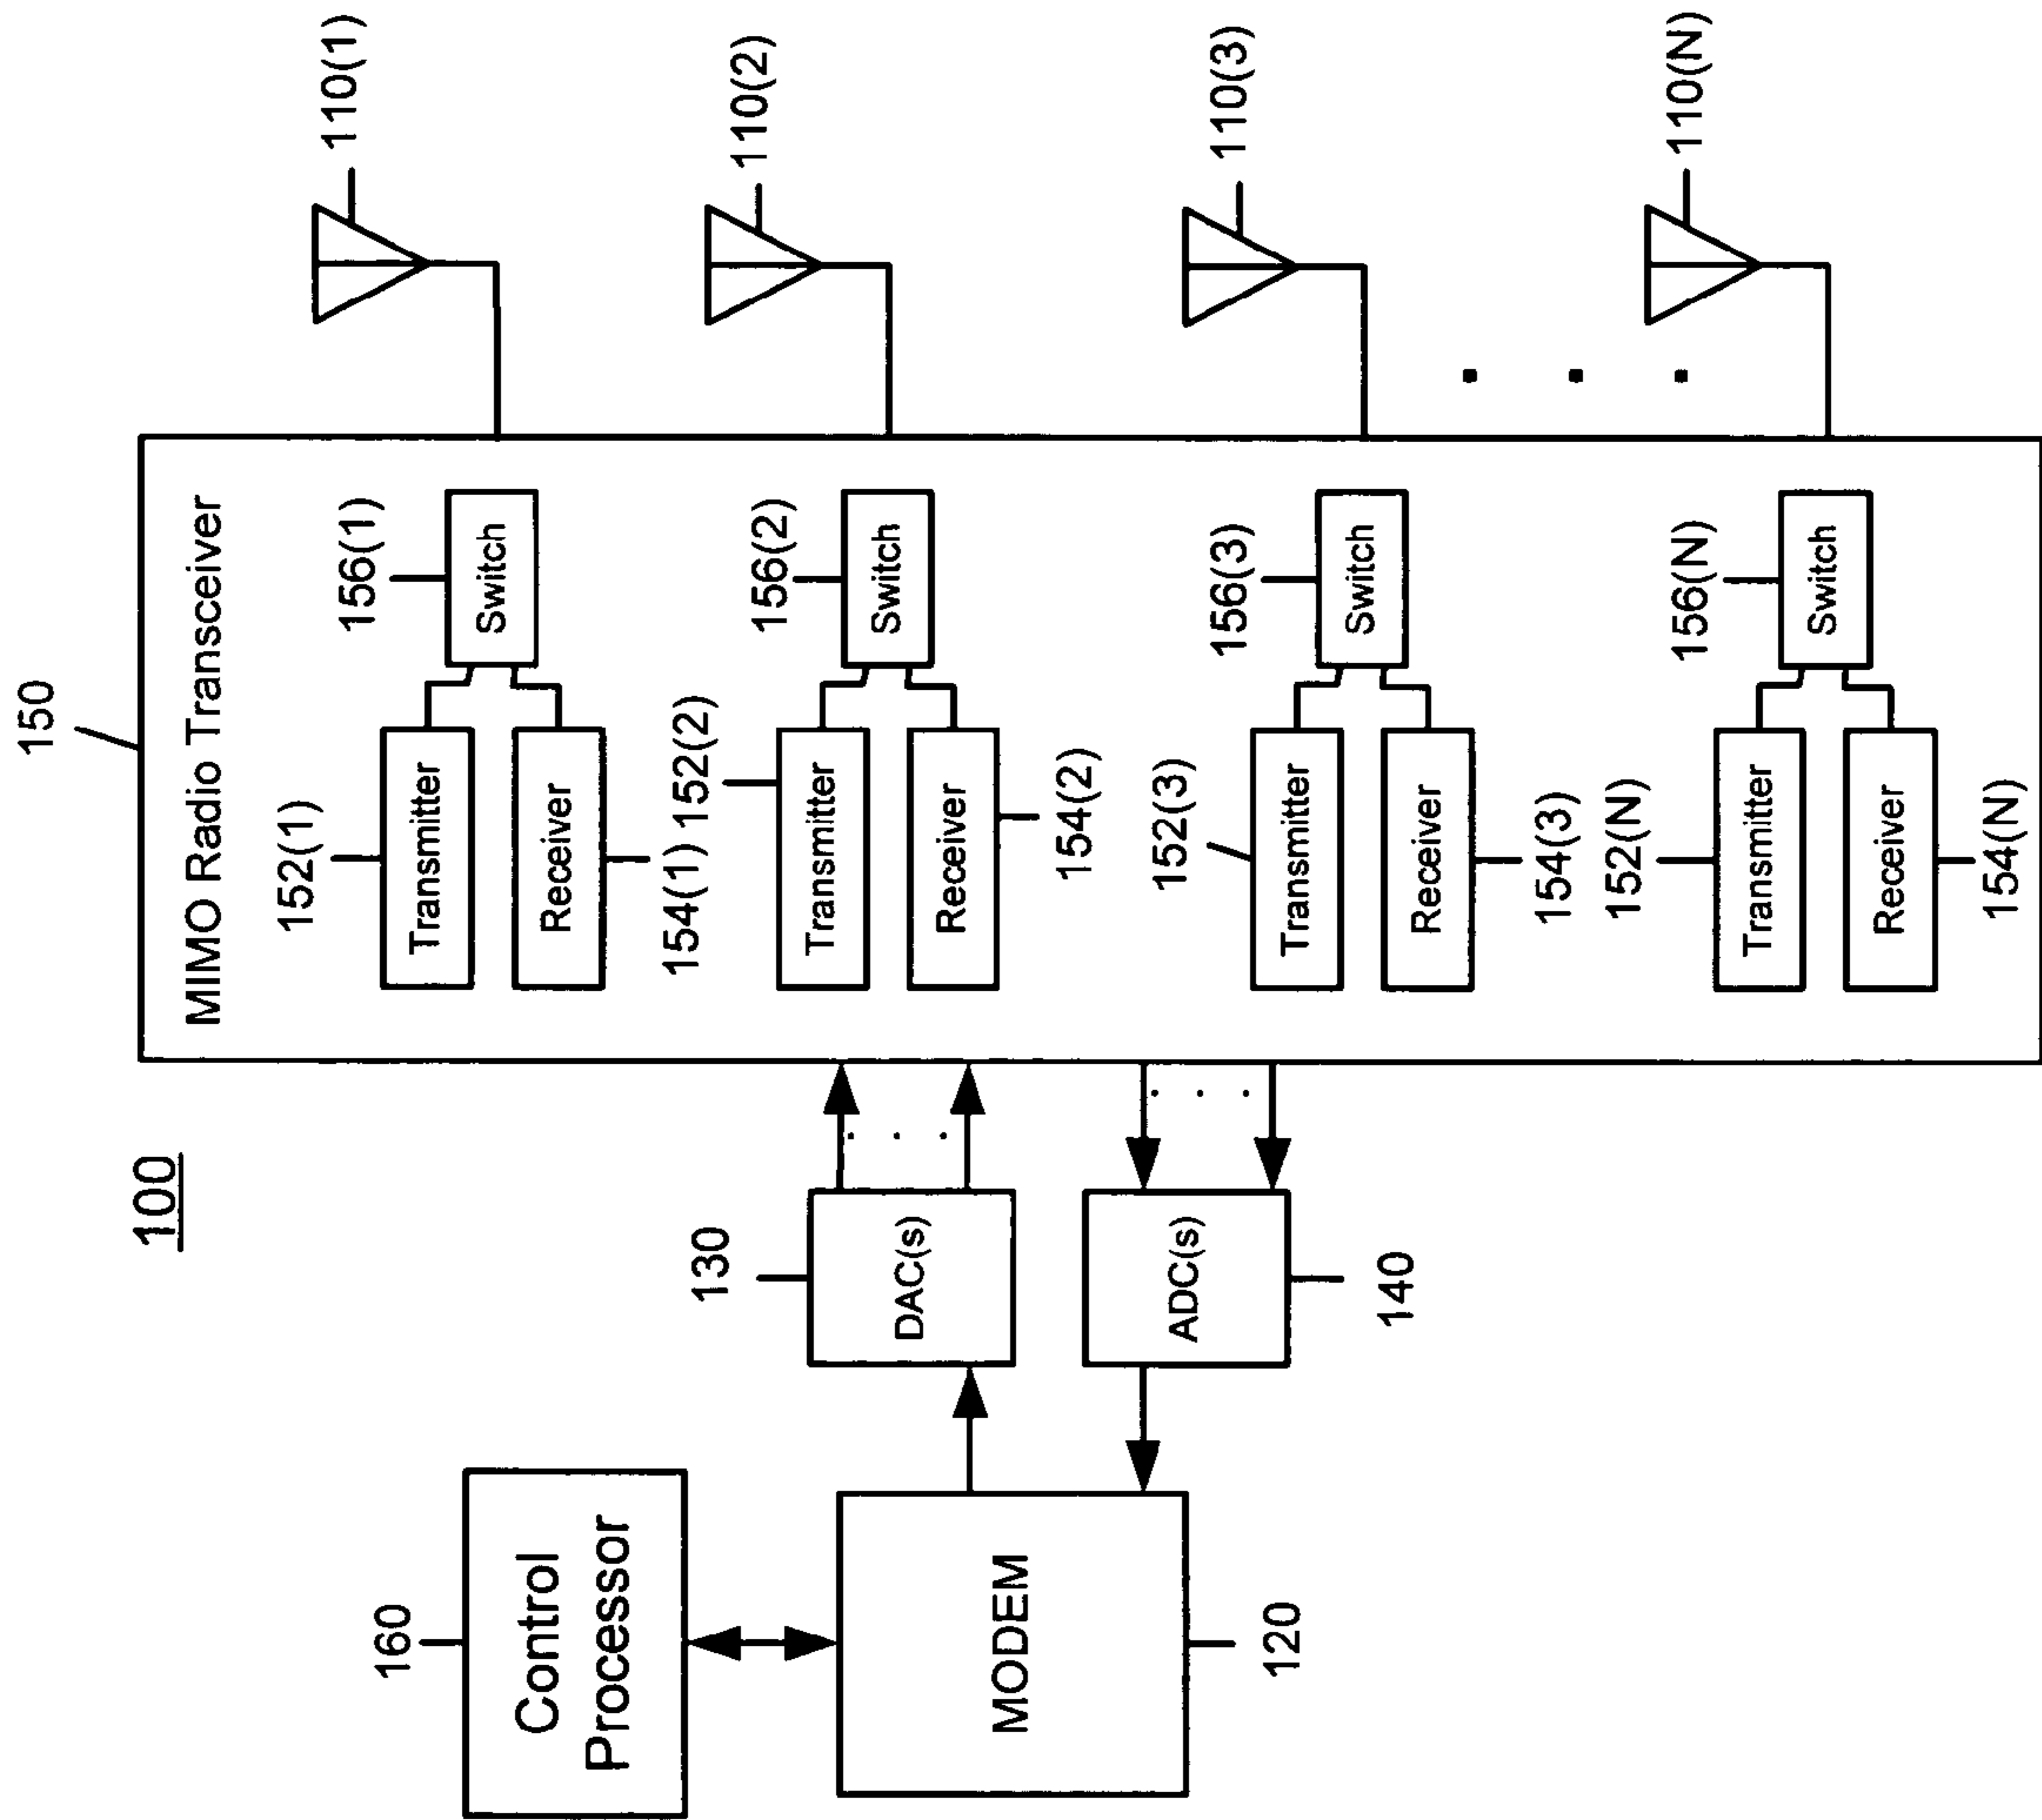 100
160
Control
Processor
MODEM
120
130
DAC(s)
ADC(s)
140
150
MIMO Radio Transceiver
152(1)
Transmitter
Receiver
154(1)
156(1)
Switch
110(1)
152(2)
Transmitter
Receiver
154(2)
156(2)
Switch
110(2)
152(3)
Transmitter
Receiver
154(3)
156(3)
Switch
110(3)
152(N)
Transmitter
Receiver
154(N)
156(N)
Switch
110(N)